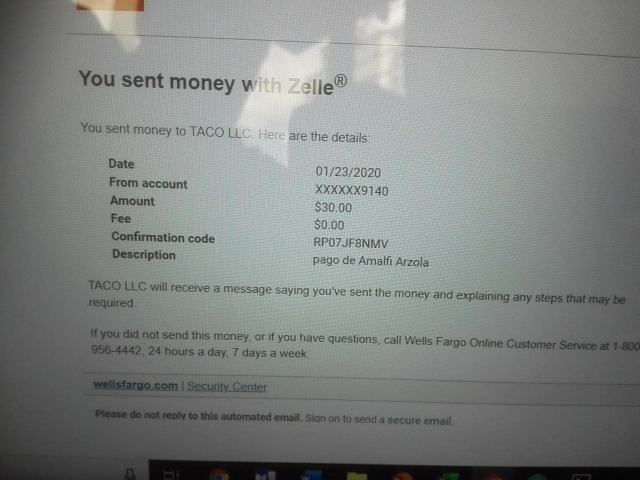 You sent money with Zelle®
You sent money to TACO LLC. Here are the details:
Date 01/23/2020
From account XXXXXX9140
Amount $30.00
Fee $0.00
Confirmation code RP07JF8NMV
Description pago de Amalfi Arzola
TACO LLC will receive a message saying you've sent the money and explaining any steps that may be
required.
If you did not send this money, or if you have questions, call Wells Fargo Online Customer Service at 1-800
956-4442, 24 hours a day, 7 days a week.
wellsfargo.com | Security Center
Please do not reply to this automated email. Sign on to send a secure email.